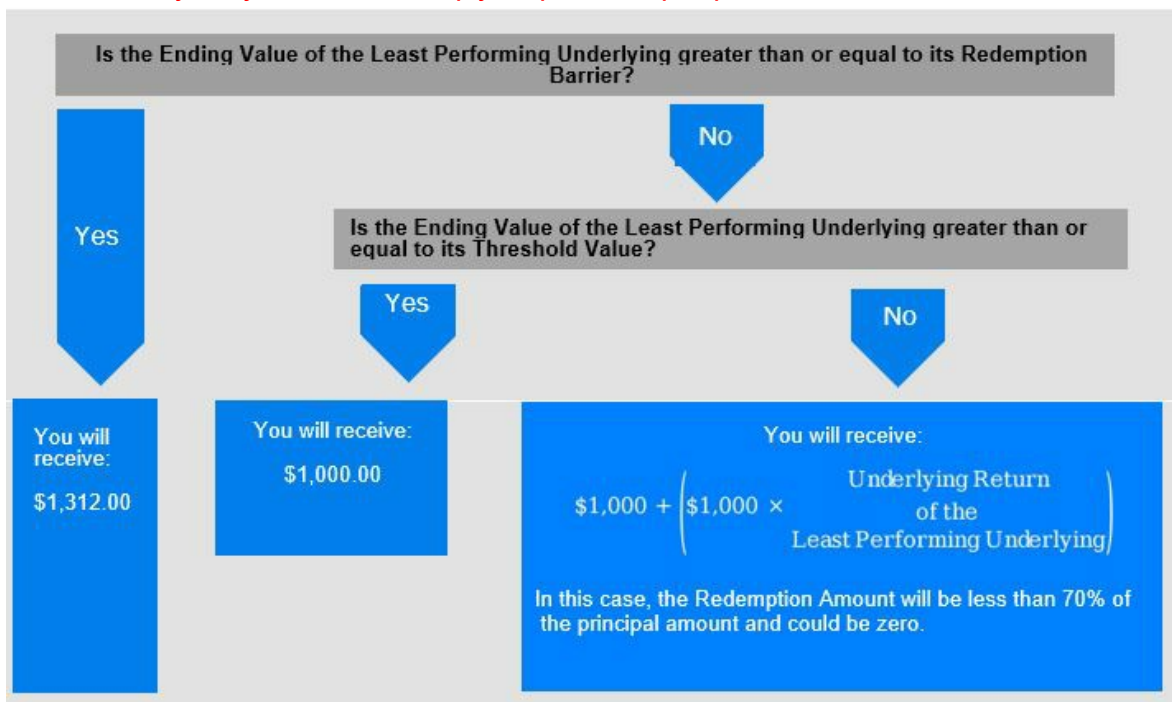 Is the Ending Value of the Least Performing Underlying greater than or equal to its Redemption
Barrier?
No
Yes
Is the Ending Value of the Least Performing Underlying greater than or
equal to its Threshold Value?
Yes
No
You will
receive:
$1,312.00
You will receive:
$1,000.00
You will receive:
$1,000 + ($1,000 × Underlying Return
of the
Least Performing Underlying)
In this case, the Redemption Amount will be less than 70% of
the principal amount and could be zero.